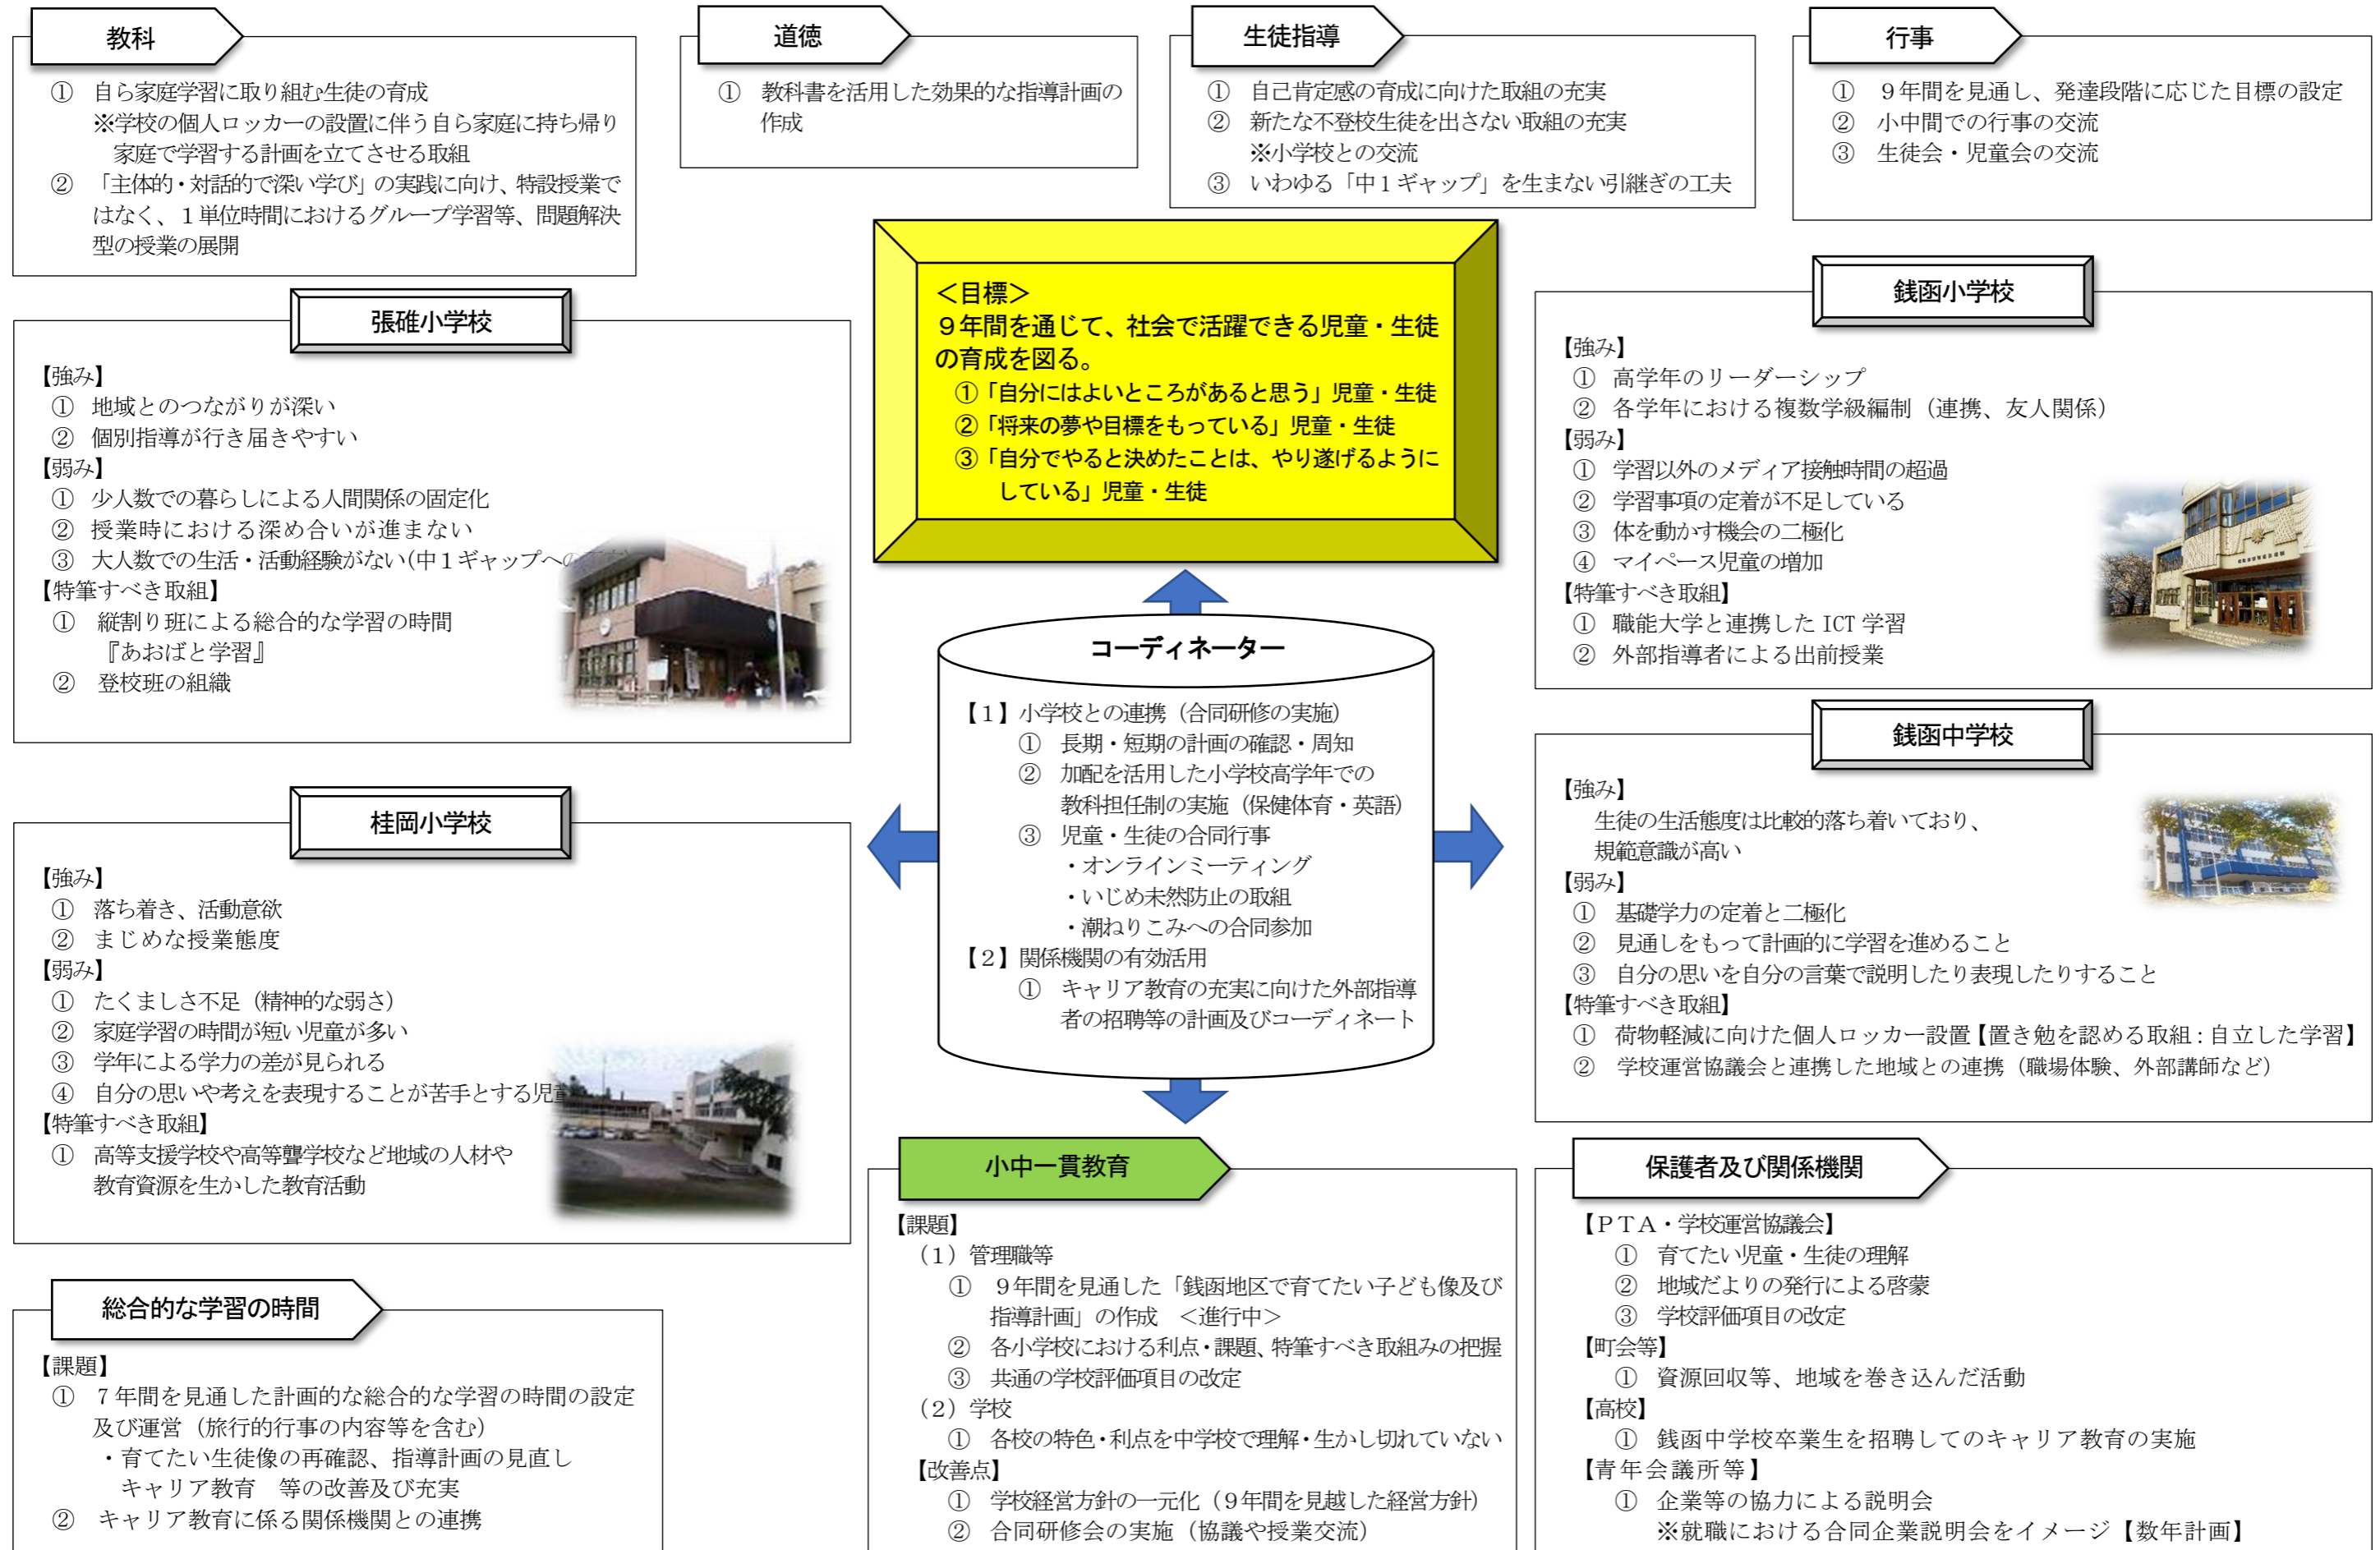 教科
① 自ら家庭学習に取り組む生徒の育成
※学校の個人ロッカーの設置に伴う自ら家庭に持ち帰り
家庭で学習する計画を立てさせる取組
② 「主体的・対話的で深い学び」の実践に向け、特設授業で
はなく、１単位時間におけるグループ学習等、問題解決
型の授業の展開
道徳
① 教科書を活用した効果的な指導計画の
作成
生徒指導
① 自己肯定感の育成に向けた取組の充実
② 新たな不登校生徒を出さない取組の充実
※小学校との交流
③ いわゆる「中１ギャップ」を生まない引継ぎの工夫
行事
① ９年間を見通し、発達段階に応じた目標の設定
② 小中間での行事の交流
③ 生徒会・児童会の交流
＜目標＞
９年間を通じて、社会で活躍できる児童・生徒
の育成を図る。
①「自分にはよいところがあると思う」児童・生徒
②「将来の夢や目標をもっている」児童・生徒
③「自分でやると決めたことは、やり遂げるように
している」児童・生徒
張碓小学校
【強み】
① 地域とのつながりが深い
② 個別指導が行き届きやすい
【弱み】
① 少人数での暮らしによる人間関係の固定化
② 授業時における深め合いが進まない
③ 大人数での生活・活動経験がない(中１ギャップへの
【特筆すべき取組】
① 縦割り班による総合的な学習の時間
『あおばと学習』
② 登校班の組織
銭函小学校
【強み】
① 高学年のリーダーシップ
② 各学年における複数学級編制（連携、友人関係）
【弱み】
① 学習以外のメディア接触時間の超過
② 学習事項の定着が不足している
③ 体を動かす機会の二極化
④ マイペース児童の増加
【特筆すべき取組】
① 職能大学と連携した ICT 学習
② 外部指導者による出前授業
コーディネーター
【１】小学校との連携（合同研修の実施）
① 長期・短期の計画の確認・周知
② 加配を活用した小学校高学年での
教科担任制の実施（保健体育・英語）
③ 児童・生徒の合同行事
・オンラインミーティング
・いじめ未然防止の取組
・潮ねりこみへの合同参加
【２】関係機関の有効活用
① キャリア教育の充実に向けた外部指導
者の招聘等の計画及びコーディネート
桂岡小学校
【強み】
① 落ち着き、活動意欲
② まじめな授業態度
【弱み】
① たくましさ不足（精神的な弱さ）
② 家庭学習の時間が短い児童が多い
③ 学年による学力の差が見られる
④ 自分の思いや考えを表現することが苦手とする児童
【特筆すべき取組】
① 高等支援学校や高等聾学校など地域の人材や
教育資源を生かした教育活動
銭函中学校
【強み】
生徒の生活態度は比較的落ち着いており、
規範意識が高い
【弱み】
① 基礎学力の定着と二極化
② 見通しをもって計画的に学習を進めること
③ 自分の思いを自分の言葉で説明したり表現したりすること
【特筆すべき取組】
① 荷物軽減に向けた個人ロッカー設置【置き勉を認める取組：自立した学習】
② 学校運営協議会と連携した地域との連携（職場体験、外部講師など）
総合的な学習の時間
【課題】
① 7 年間を見通した計画的な総合的な学習の時間の設定
及び運営（旅行的行事の内容等を含む）
・育てたい生徒像の再確認、指導計画の見直し
キャリア教育　等の改善及び充実
② キャリア教育に係る関係機関との連携
小中一貫教育
【課題】
（１）管理職等
① ９年間を見通した「銭函地区で育てたい子ども像及び
指導計画」の作成　＜進行中＞
② 各小学校における利点・課題、特筆すべき取組みの把握
③ 共通の学校評価項目の改定
（２）学校
① 各校の特色・利点を中学校で理解・生かし切れていない
【改善点】
① 学校経営方針の一元化（９年間を見越した経営方針）
② 合同研修会の実施（協議や授業交流）
保護者及び関係機関
【ＰＴＡ・学校運営協議会】
① 育てたい児童・生徒の理解
② 地域だよりの発行による啓蒙
③ 学校評価項目の改定
【町会等】
① 資源回収等、地域を巻き込んだ活動
【高校】
① 銭函中学校卒業生を招聘してのキャリア教育の実施
【青年会議所等】
① 企業等の協力による説明会
※就職における合同企業説明会をイメージ【数年計画】